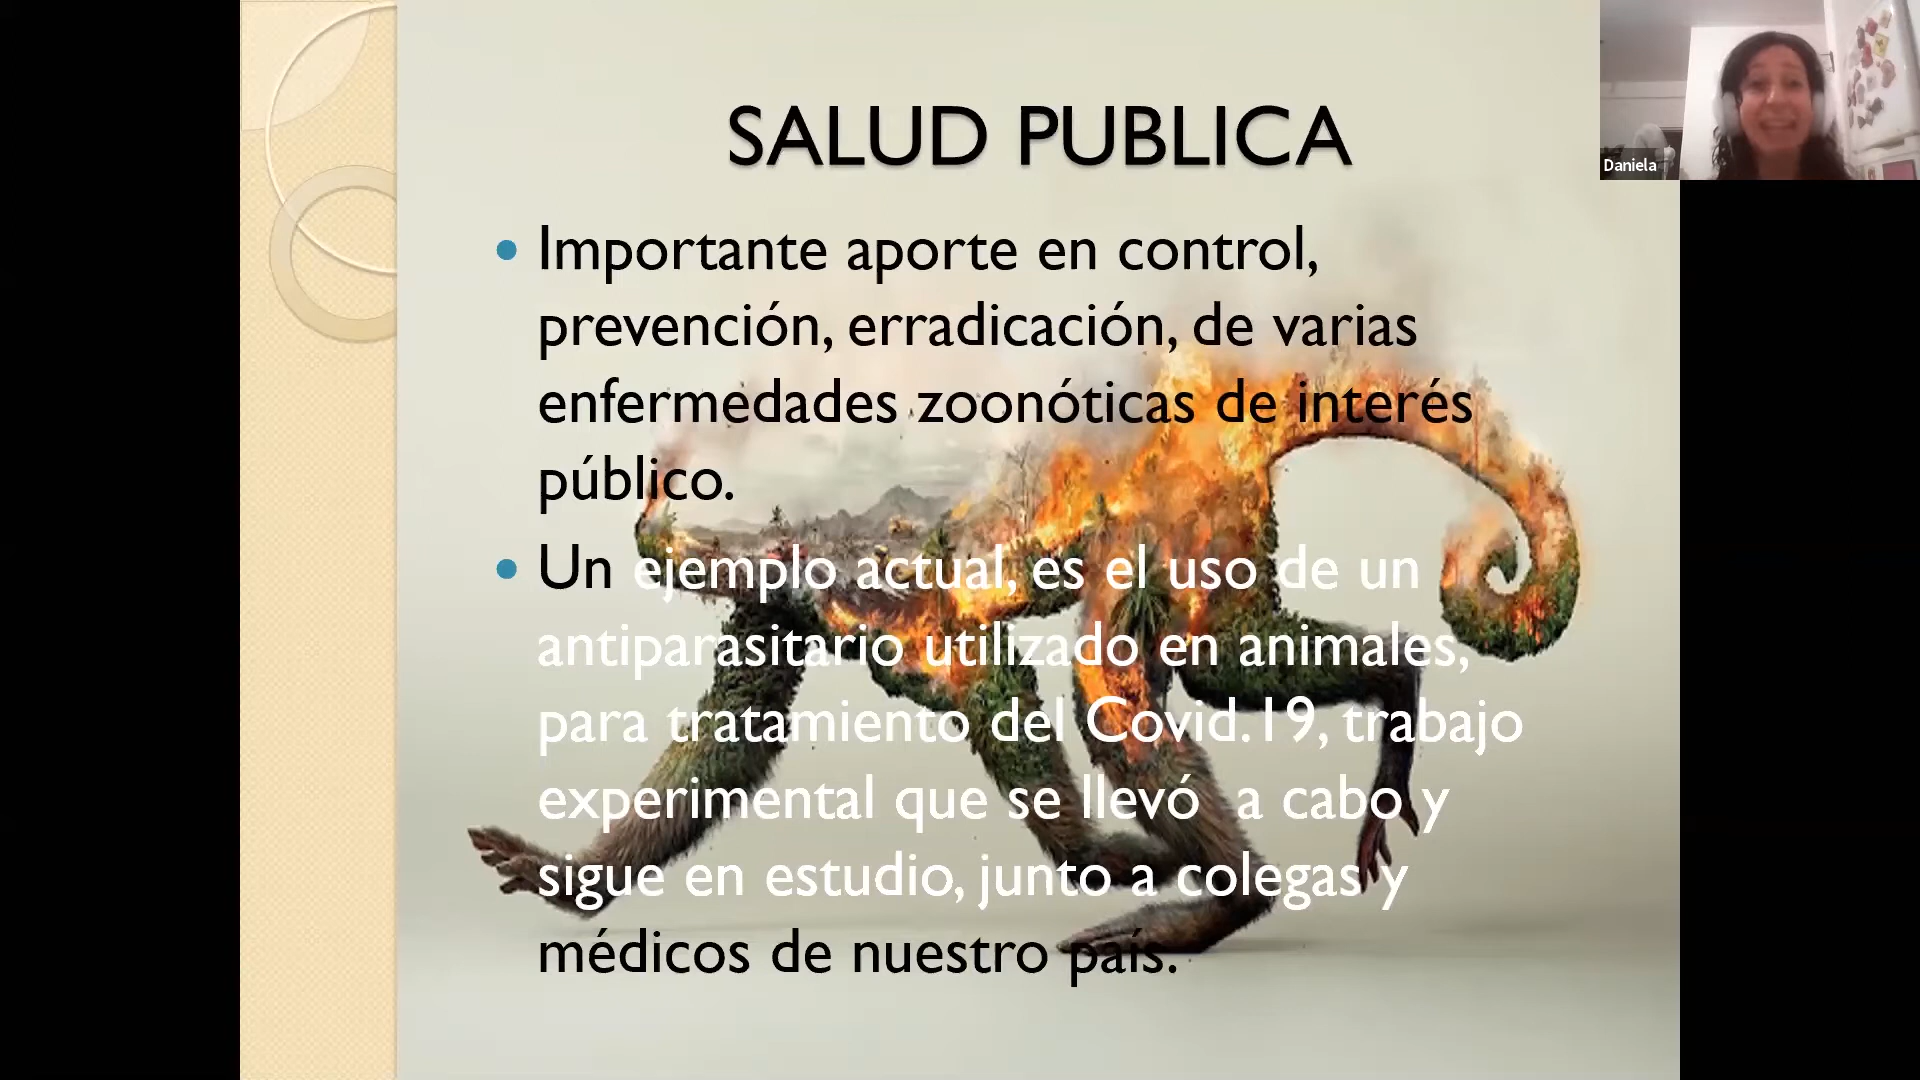 SALUD PUBLICA
Importante aporte en control,
prevención, erradicación, de varias
enfermedades zoonóticas de interés
público.
Un ejemplo actual, es el uso de un
antiparasitario utilizado en animales,
para tratamiento del Covid.19, trabajo
experimental que se llevó a cabo y
sigue en estudio, junto a colegas y
médicos de nuestro país.
Daniela